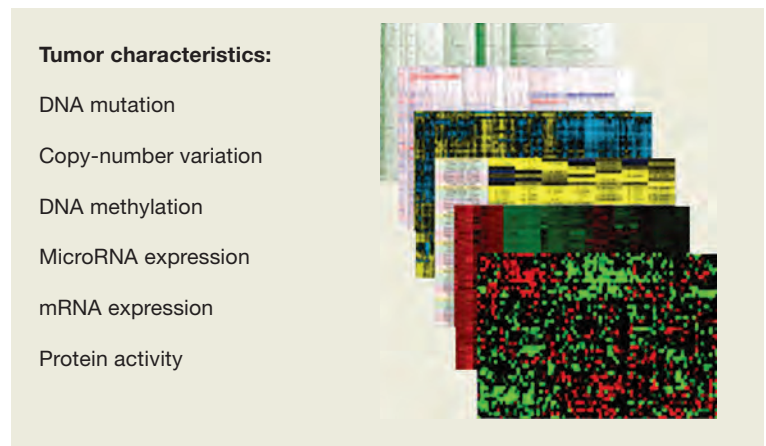 Tumor characteristics:
DNA mutation
Copy-number variation
DNA methylation
MicroRNA expression
mRNA expression
Protein activity